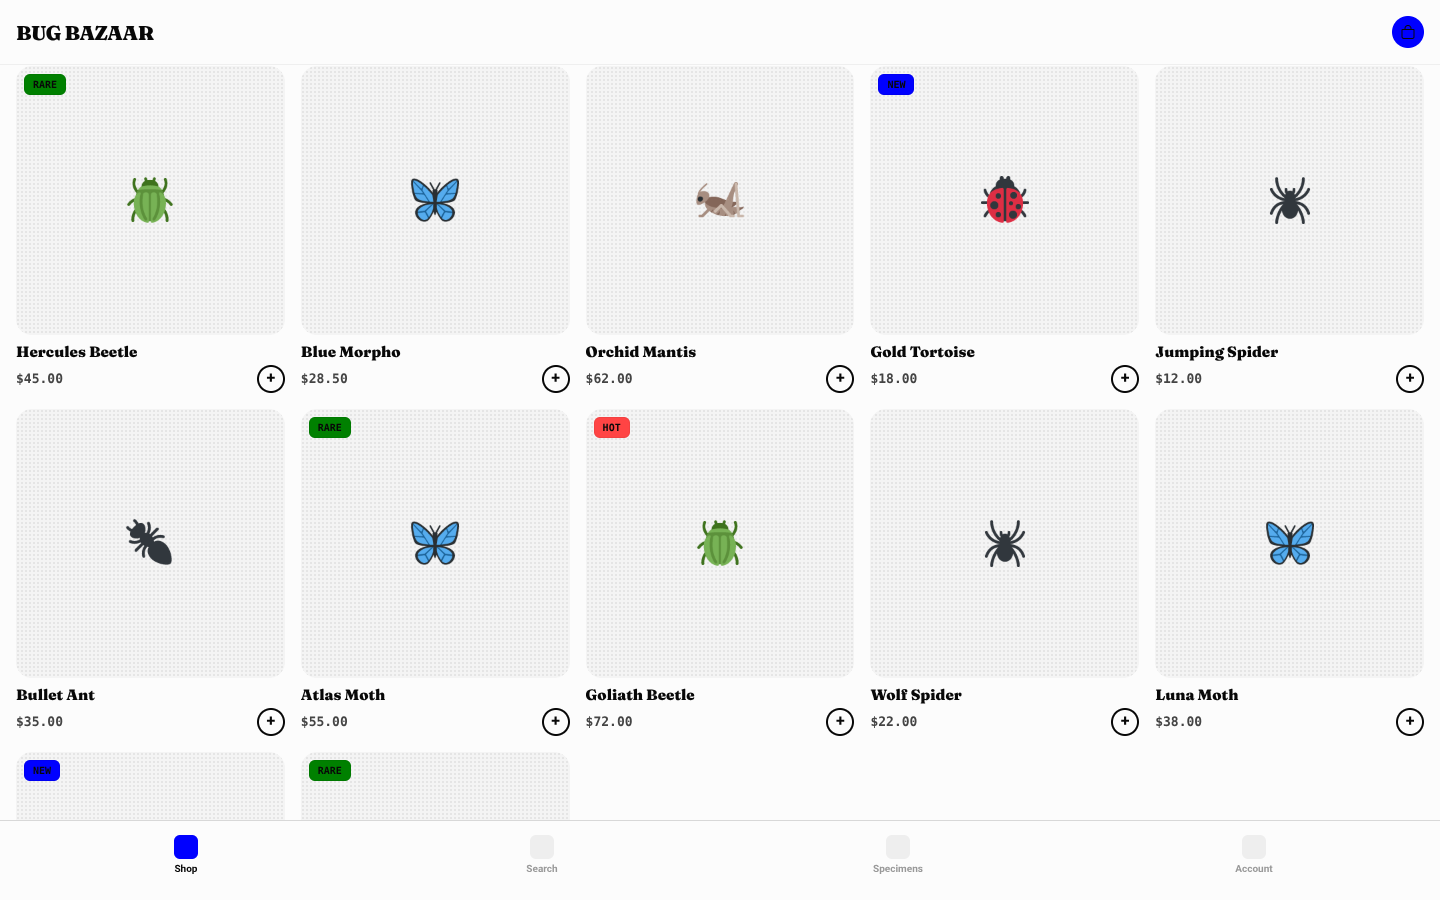 BUG BAZAAR
RARE
NEW
Hercules Beetle
$45.00
+
Blue Morpho
$28.50
+
Orchid Mantis
$62.00
+
Gold Tortoise
$18.00
+
Jumping Spider
$12.00
+
RARE
HOT
Bullet Ant
$35.00
+
Atlas Moth
$55.00
+
Goliath Beetle
$72.00
+
Wolf Spider
$22.00
+
Luna Moth
$38.00
+
NEW
RARE
Shop
Search
Specimens
Account